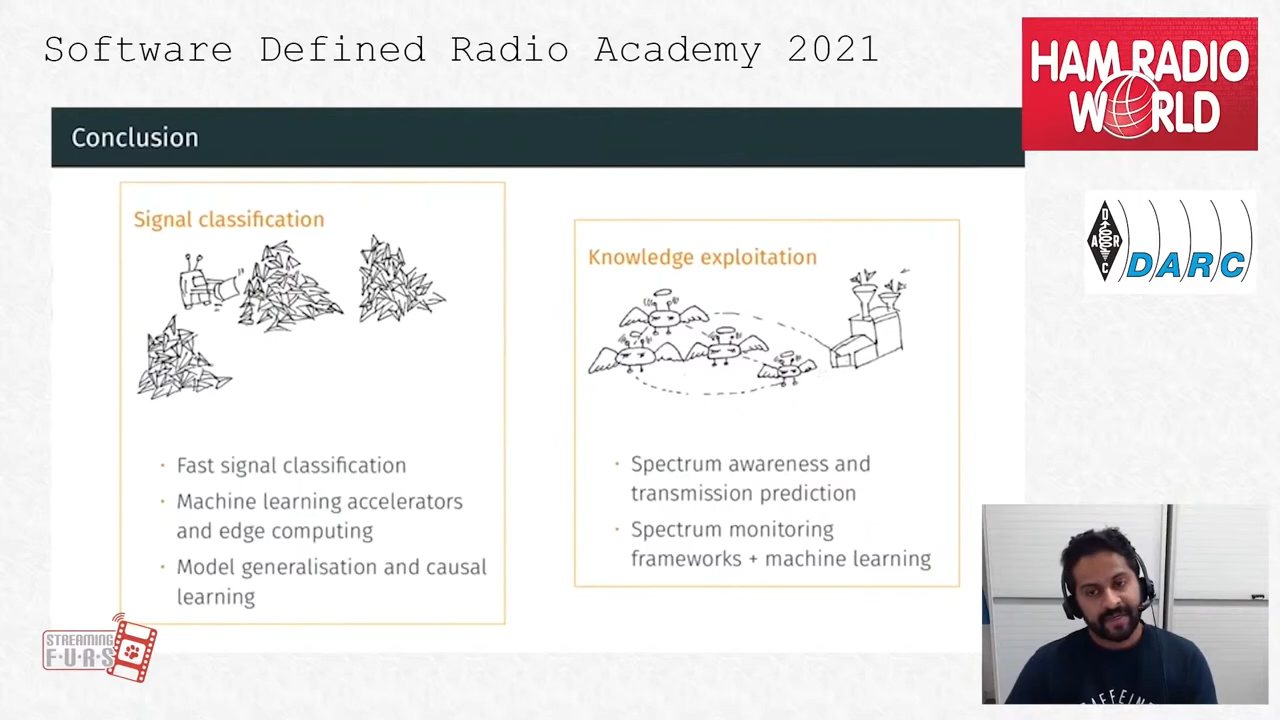 Software Defined Radio Academy 2021
HAM RADIO
WORLD
Conclusion
Signal classification
Knowledge exploitation
D
A R
C
DARC
• Fast signal classification
• Machine learning accelerators
and edge computing
• Model generalisation and causal
learning
• Spectrum awareness and
transmission prediction
• Spectrum monitoring
frameworks + machine learning
STREAMING
F·U·R·S